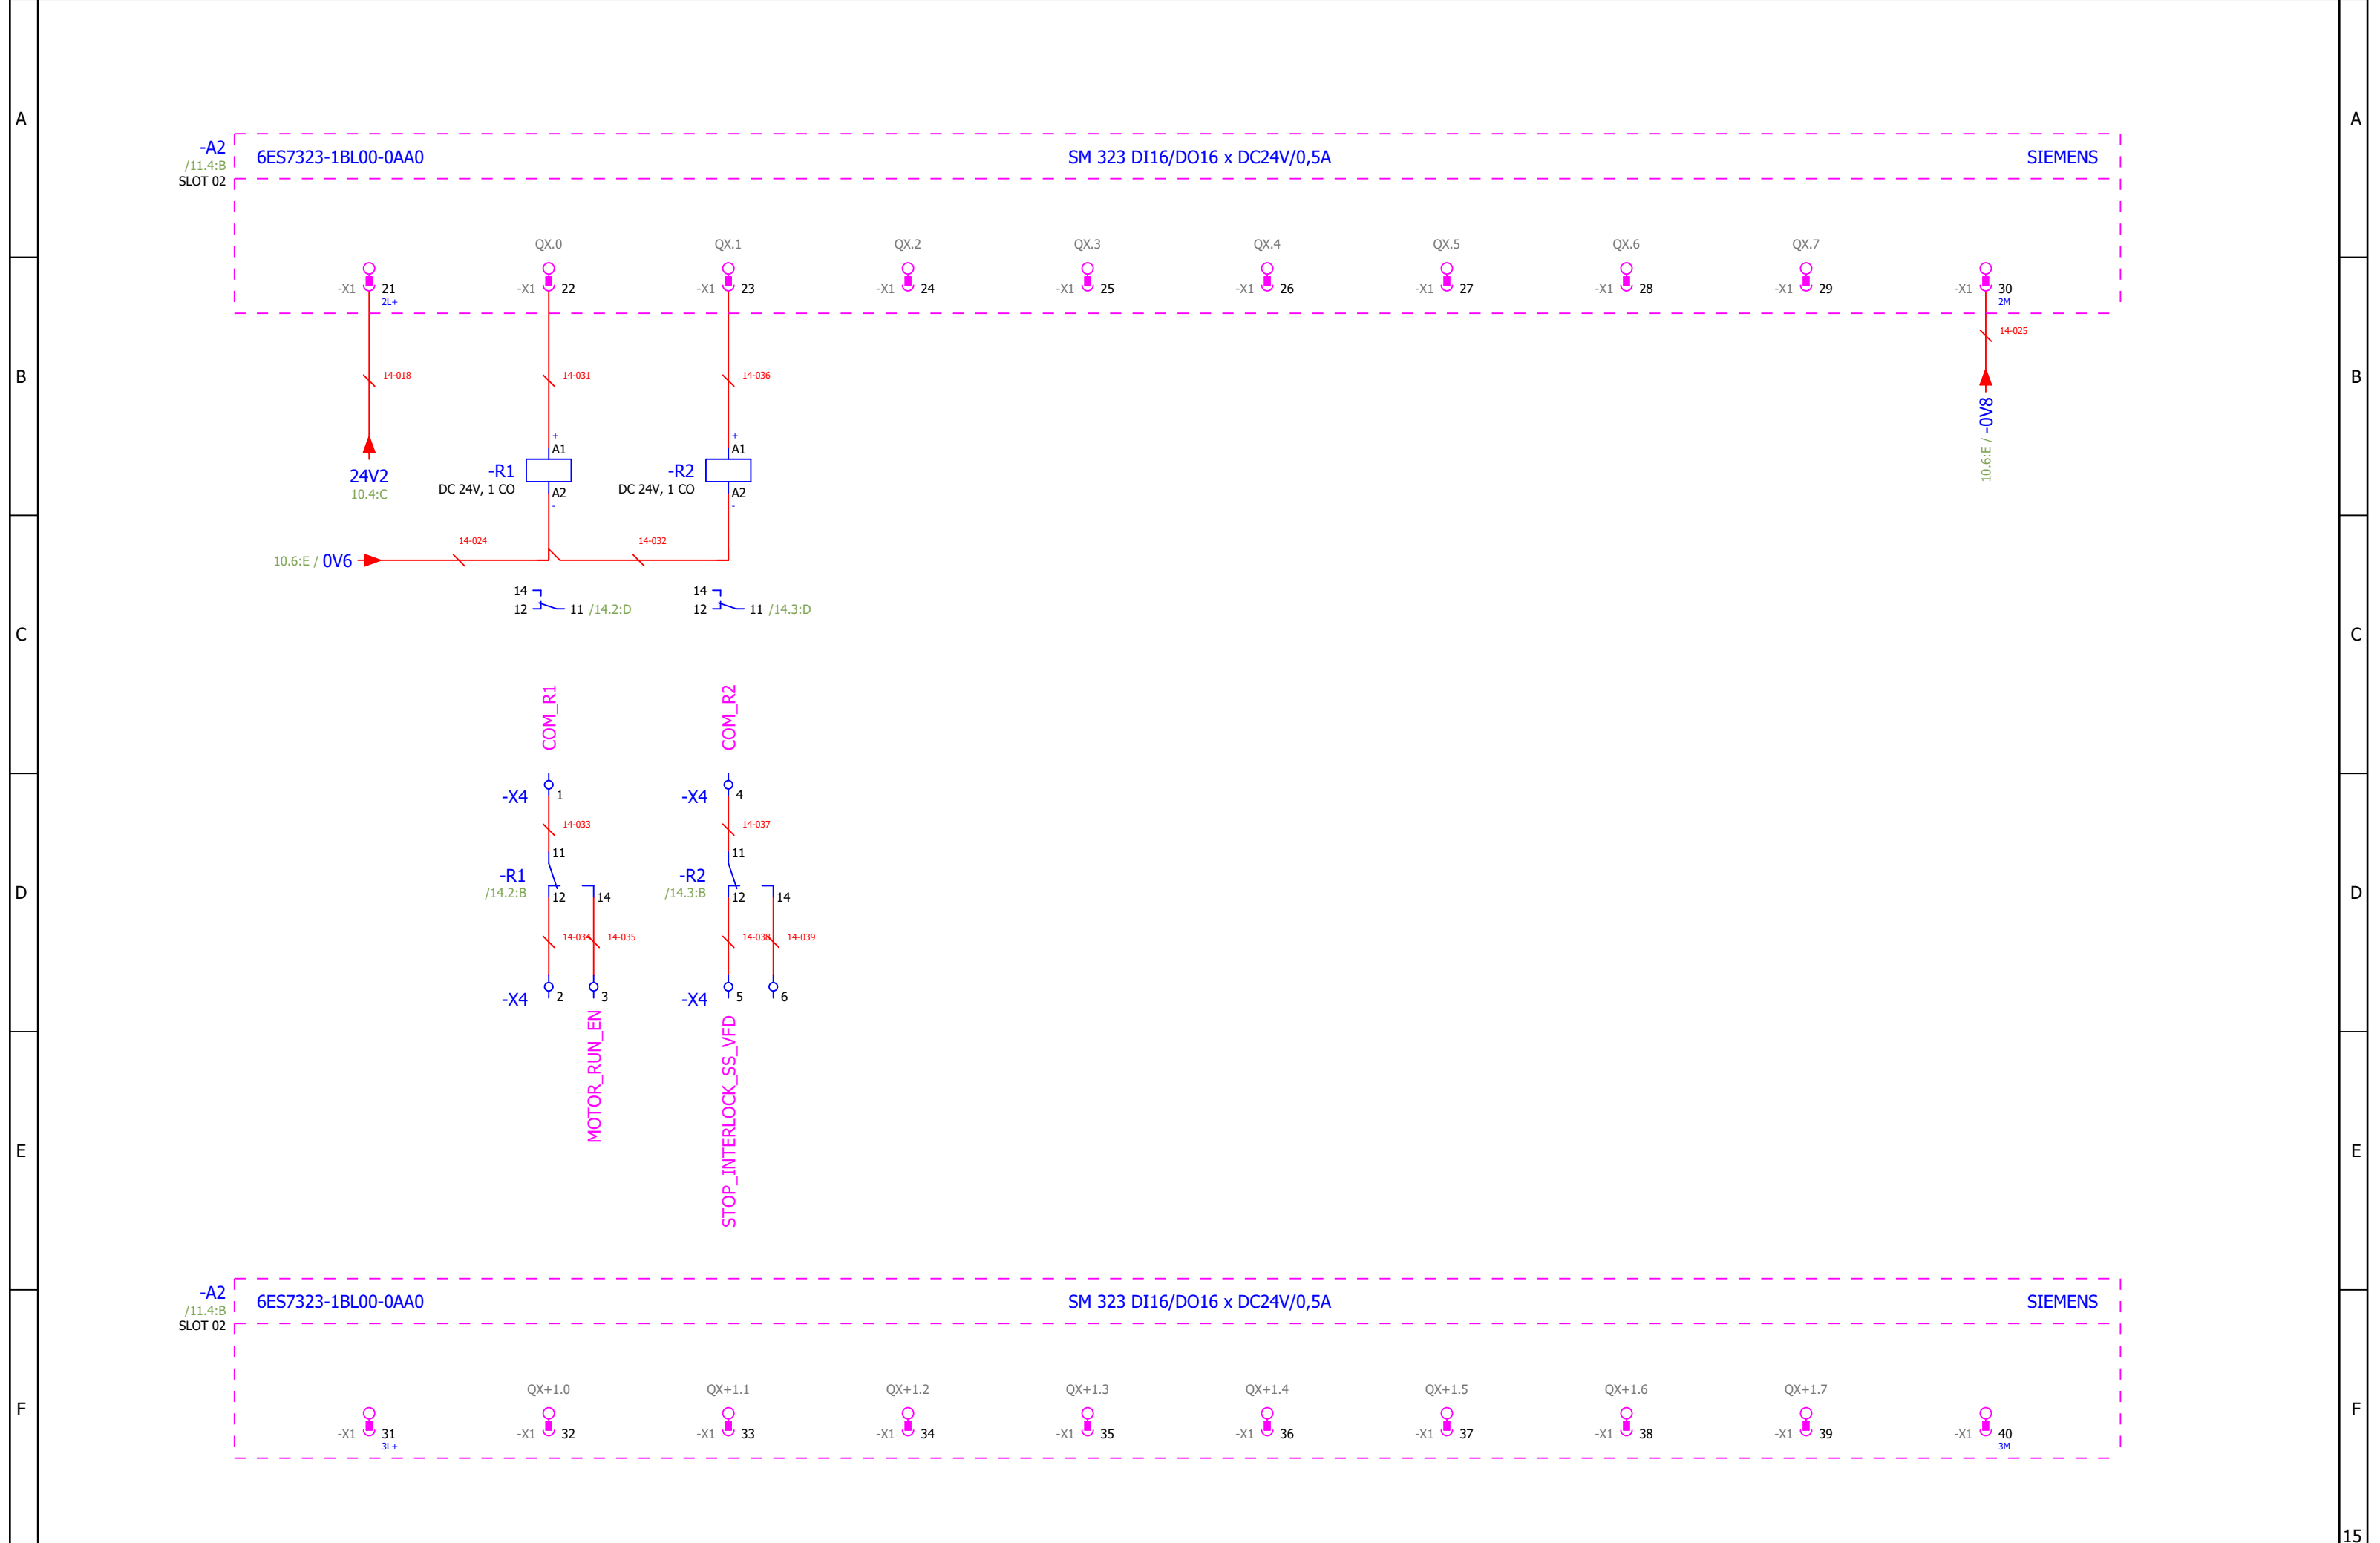 A
A
-A2
/11.4:B
SLOT 02
6ES7323-1BL00-0AA0
SM 323 DI16/DO16 x DC24V/0,5A
SIEMENS
QX.0
QX.1
QX.2
QX.3
QX.4
QX.5
QX.6
QX.7
-X1 21
2L+
-X1 22
-X1 23
-X1 24
-X1 25
-X1 26
-X1 27
-X1 28
-X1 29
-X1 30
2M
14-025
B
14-018
14-031
14-036
B
-0V8
10.6:E /
24V2
10.4:C
+
A1
-R1
DC 24V, 1 CO
A2
-
+
A1
-R2
DC 24V, 1 CO
A2
-
14-024
14-032
10.6:E / 0V6
14
12
11 /14.2:D
14
12
11 /14.3:D
C
C
COM_R1
COM_R2
-X4
1
-X4
4
14-033
14-037
11
-R1
/14.2:B
12
14
11
-R2
/14.3:B
12
14
D
D
14-034
14-035
14-038
14-039
-X4
2
3
-X4
5
6
MOTOR_RUN_EN
STOP_INTERLOCK_SS_VFD
E
E
-A2
/11.4:B
SLOT 02
6ES7323-1BL00-0AA0
SM 323 DI16/DO16 x DC24V/0,5A
SIEMENS
QX+1.0
QX+1.1
QX+1.2
QX+1.3
QX+1.4
QX+1.5
QX+1.6
QX+1.7
F
F
-X1 31
3L+
-X1 32
-X1 33
-X1 34
-X1 35
-X1 36
-X1 37
-X1 38
-X1 39
-X1 40
3M
15